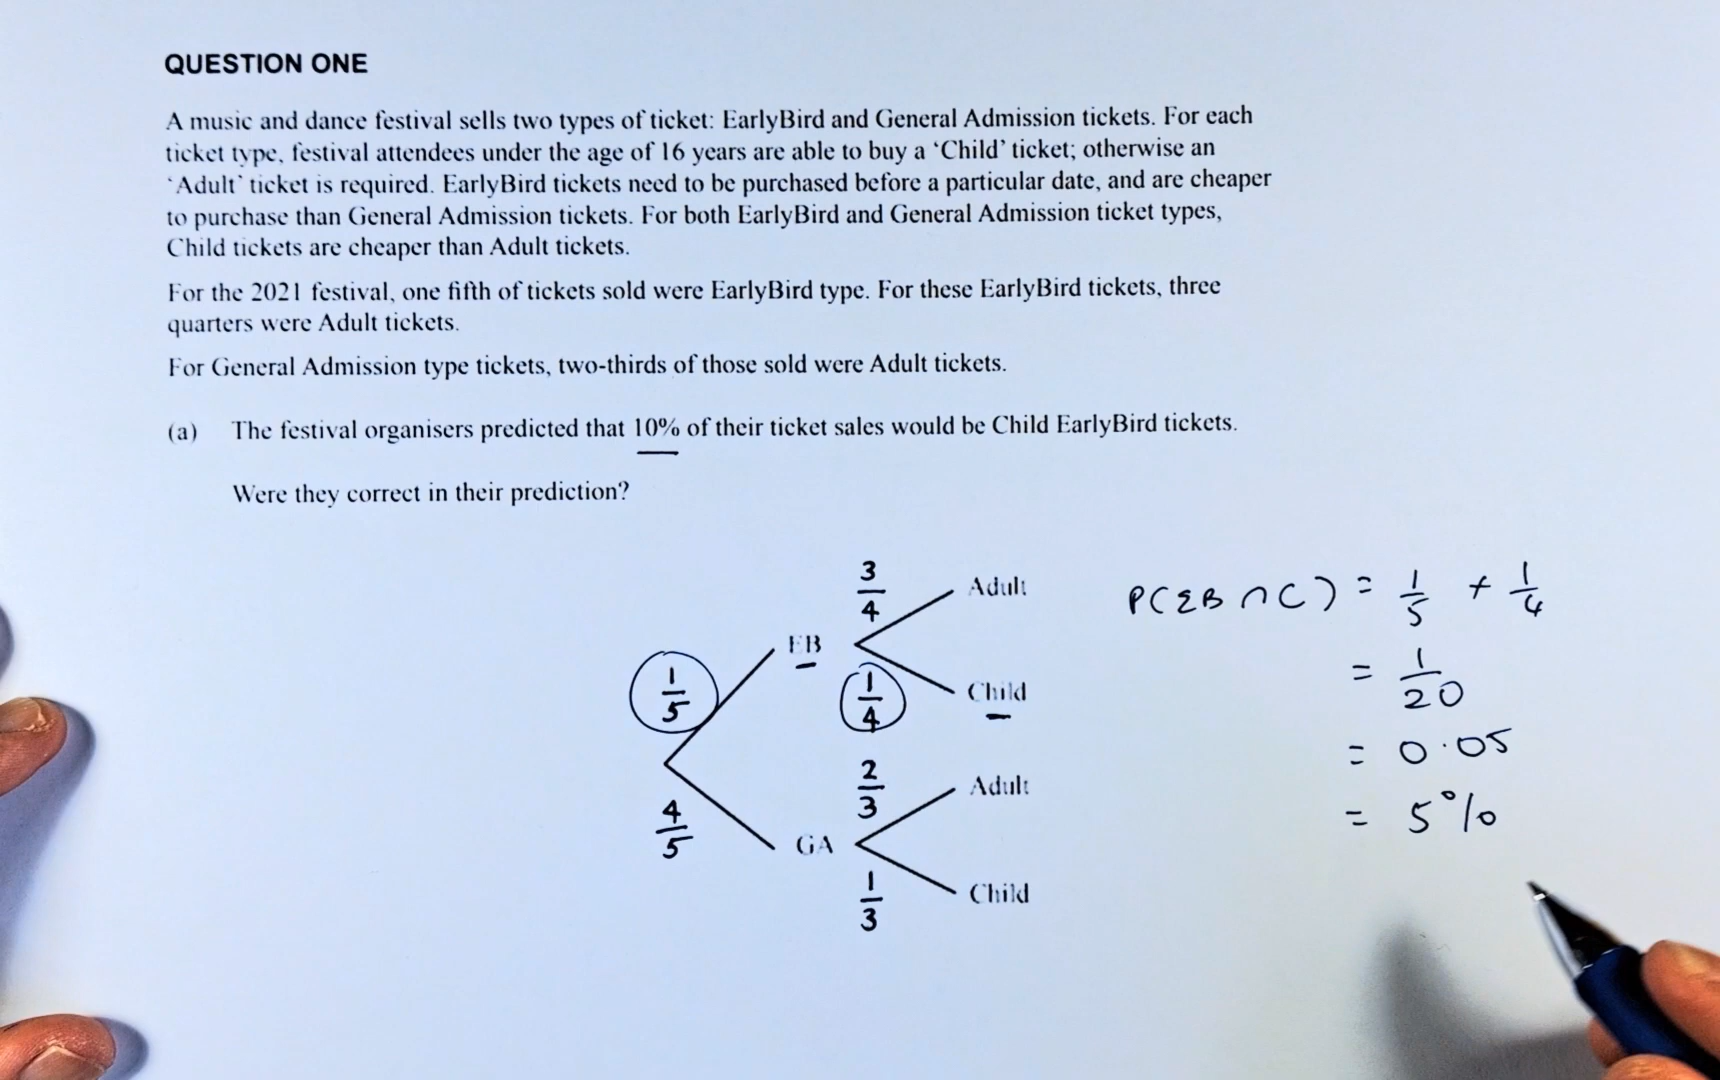 QUESTION ONE
A music and dance festival sells two types of ticket: EarlyBird and General Admission tickets. For each
ticket type, festival attendees under the age of 16 years are able to buy a ‘Child’ ticket; otherwise an
‘Adult’ ticket is required. EarlyBird tickets need to be purchased before a particular date, and are cheaper
to purchase than General Admission tickets. For both EarlyBird and General Admission ticket types,
Child tickets are cheaper than Adult tickets.
For the 2021 festival, one fifth of tickets sold were EarlyBird type. For these EarlyBird tickets, three
quarters were Adult tickets.
For General Admission type tickets, two-thirds of those sold were Adult tickets.
(a) The festival organisers predicted that 10% of their ticket sales would be Child EarlyBird tickets.
Were they correct in their prediction?
3/4 Adult
EB
1/5
1/4 Child
2/3 Adult
4/5
GA
1/3 Child
P(EB ∩ C) = 1/5 + 1/4
= 1/20
= 0.05
= 5%